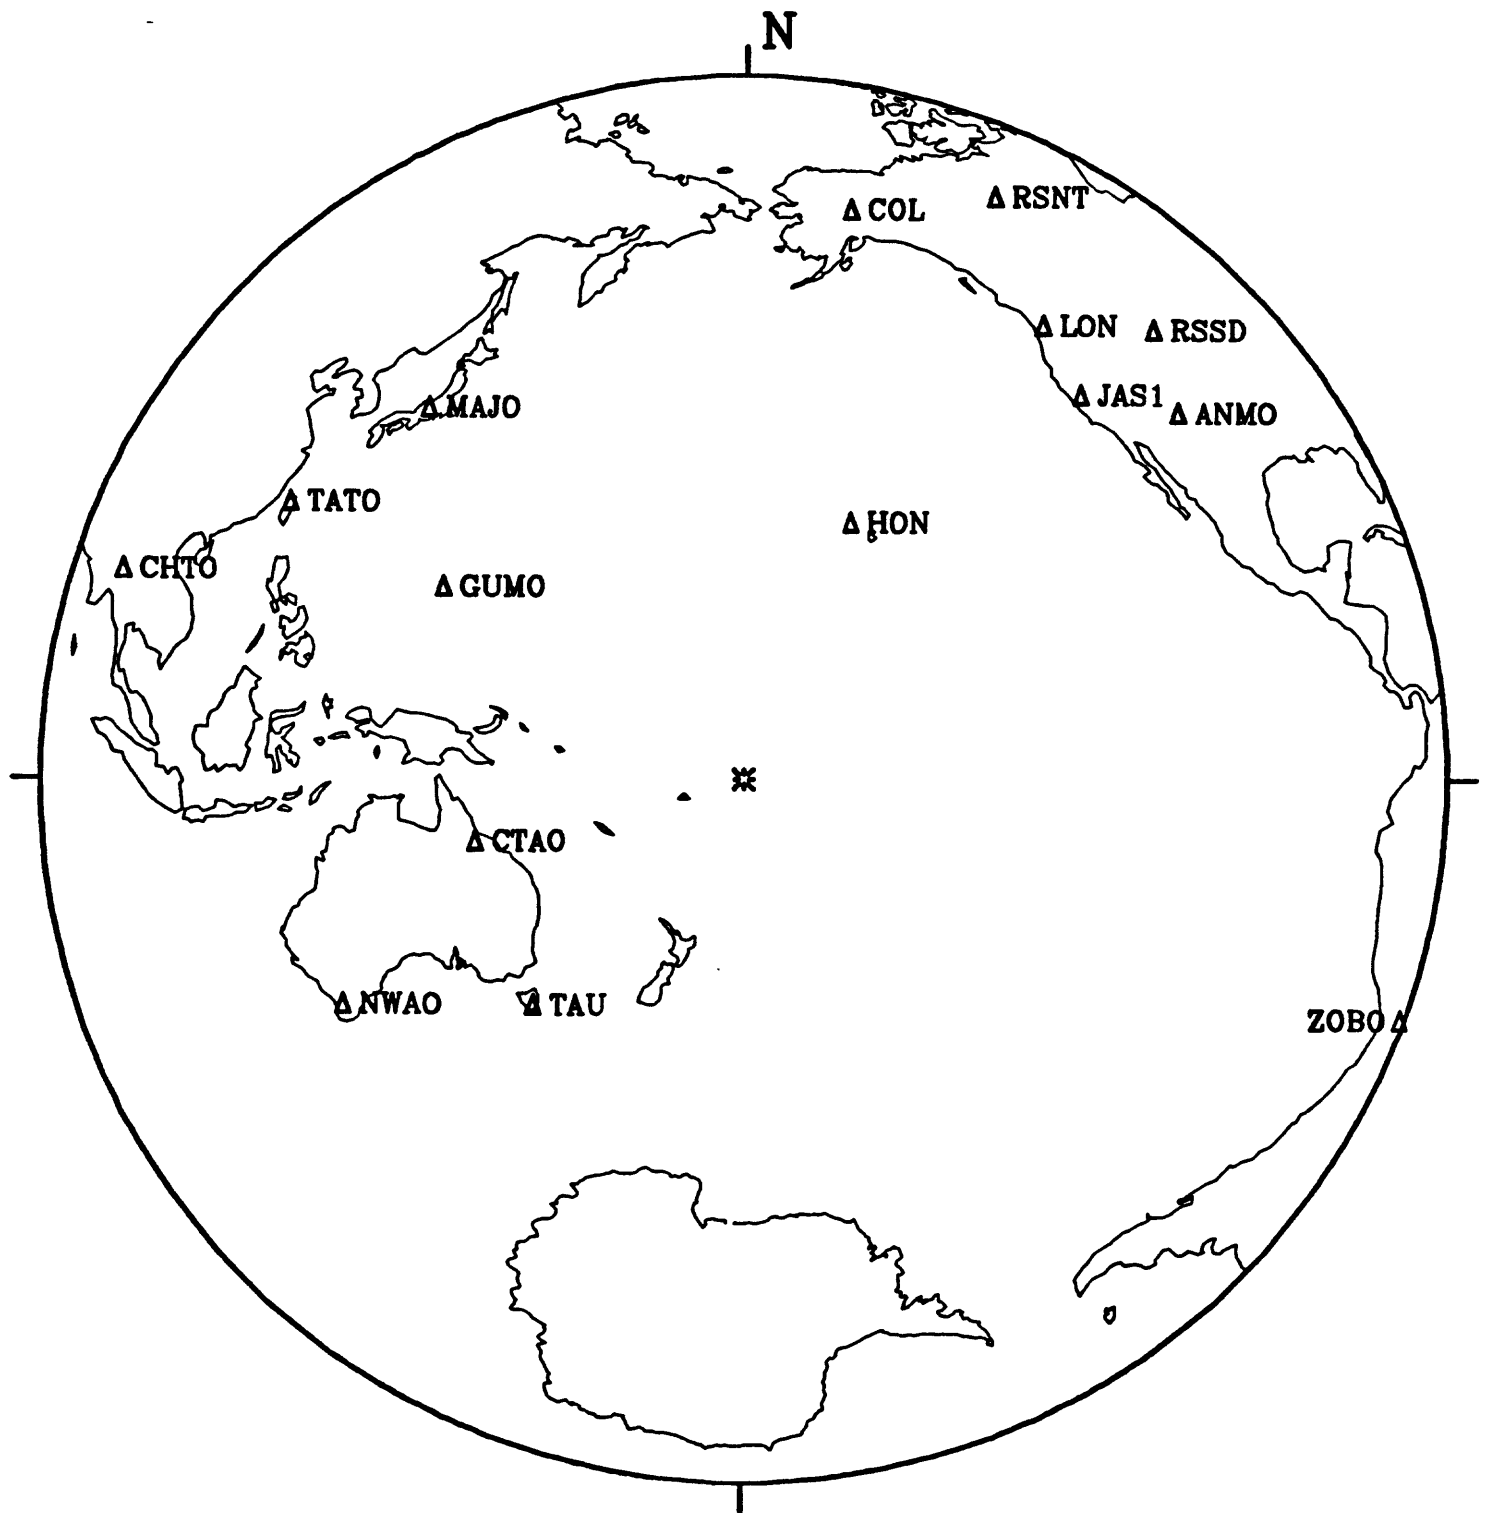 N
COL
RSNT
LON
RSSD
MAJO
JAS1
ANMO
TATO
HON
CHTO
GUMO
CTAO
NWAO
TAU
ZOBO